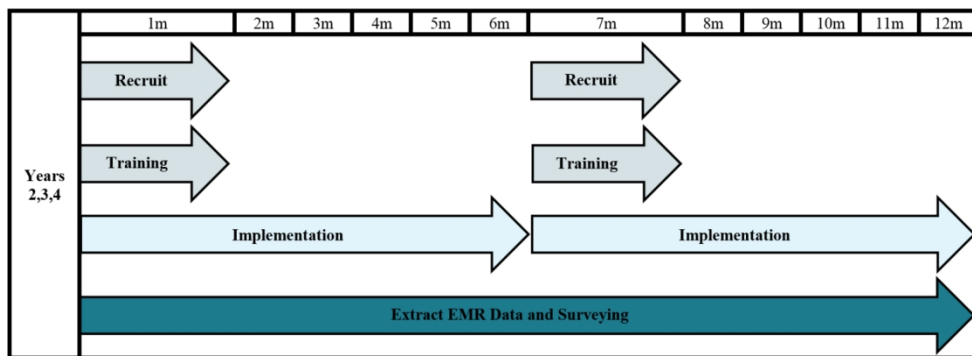 1m 2m 3m 4m 5m 6m 7m 8m 9m 10m 11m 12m
Recruit Recruit
Training Training
Years
2,3,4
Implementation Implementation
Extract EMR Data and Surveying